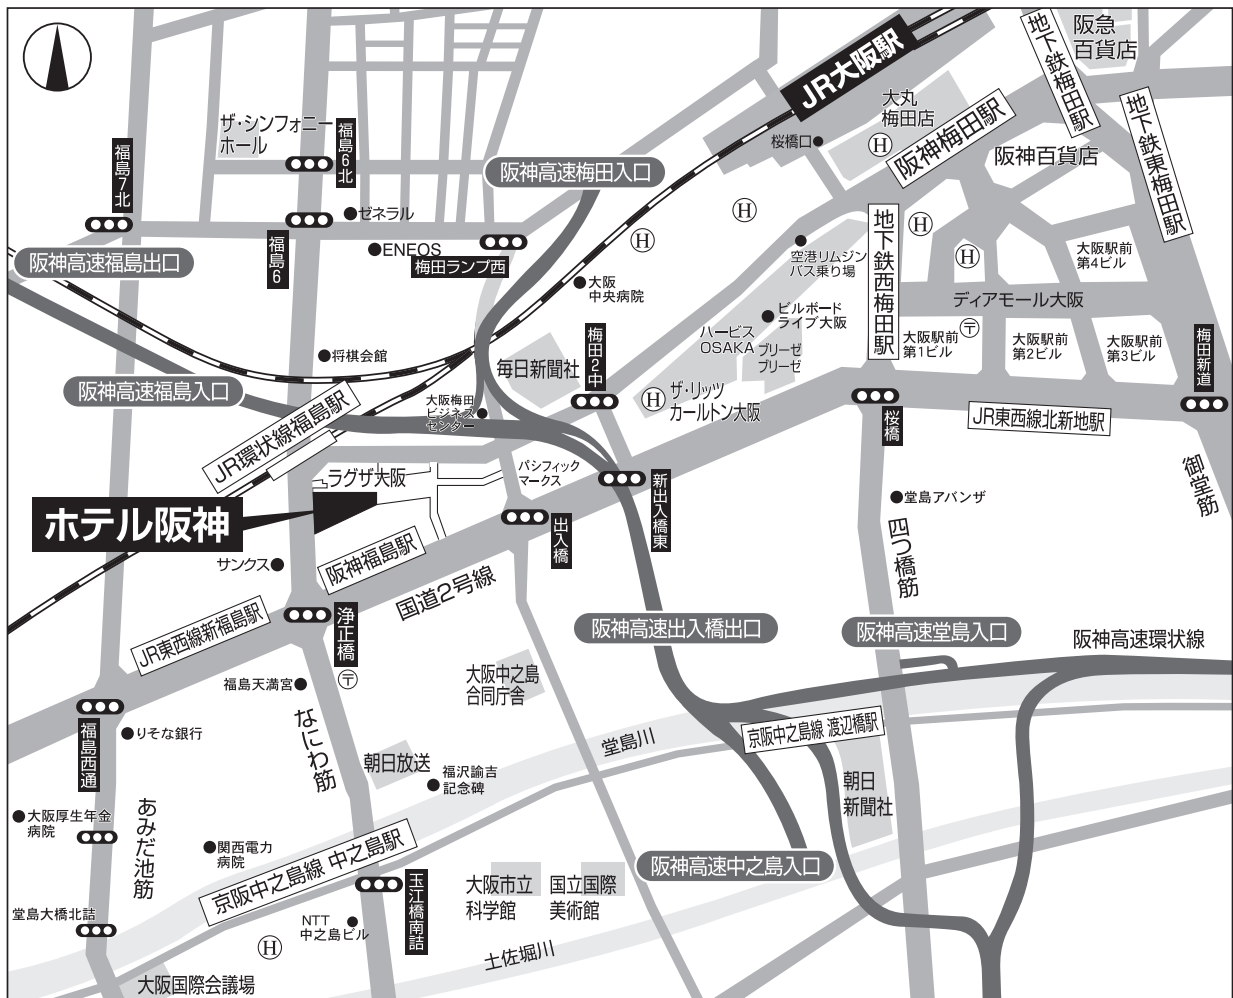 阪急
百貨店
地下鉄梅田駅
JR大阪駅
大丸
梅田店
地下鉄東梅田駅
阪神梅田駅
桜橋口
H
阪神百貨店
ザ・シンフォニー
ホール
福島6北
福島7北
阪神高速梅田入口
ゼネラル
H
H
H
地下鉄西梅田駅
福島6
ENEOS
梅田ランプ西
空港リムジン
バス乗り場
H
大阪駅前
第4ビル
阪神高速福島出口
大阪
中央病院
ディアモール大阪
ビルボード
ライブ大阪
ハービス
OSAKA
ブリーゼ
ブリーゼ
大阪駅前
第1ビル
〒
大阪駅前
第2ビル
大阪駅前
第3ビル
梅田新道
将棋会館
毎日新聞社
梅田2中
阪神高速福島入口
大阪梅田
ビジネス
センター
H
ザ・リッツ
カールトン大阪
JR環状線福島駅
桜橋
JR東西線北新地駅
ラグザ大阪
パシフィック
マークス
新出入橋東
御堂筋
ホテル阪神
堂島アバンザ
出入橋
四つ橋筋
サンクス
阪神福島駅
国道2号線
JR東西線新福島駅
浄正橋
〒
阪神高速出入橋出口
阪神高速堂島入口
阪神高速環状線
大阪中之島
合同庁舎
福島天満宮
なにわ筋
福島西通
りそな銀行
堂島川
京阪中之島線 渡辺橋駅
朝日放送
福沢諭吉
記念碑
朝日
新聞社
大阪厚生年金
病院
あみだ池筋
関西電力
病院
京阪中之島線 中之島駅
阪神高速中之島入口
玉江橋南詰
大阪市立
科学館
国立国際
美術館
堂島大橋北詰
NTT
中之島ビル
H
土佐堀川
大阪国際会議場